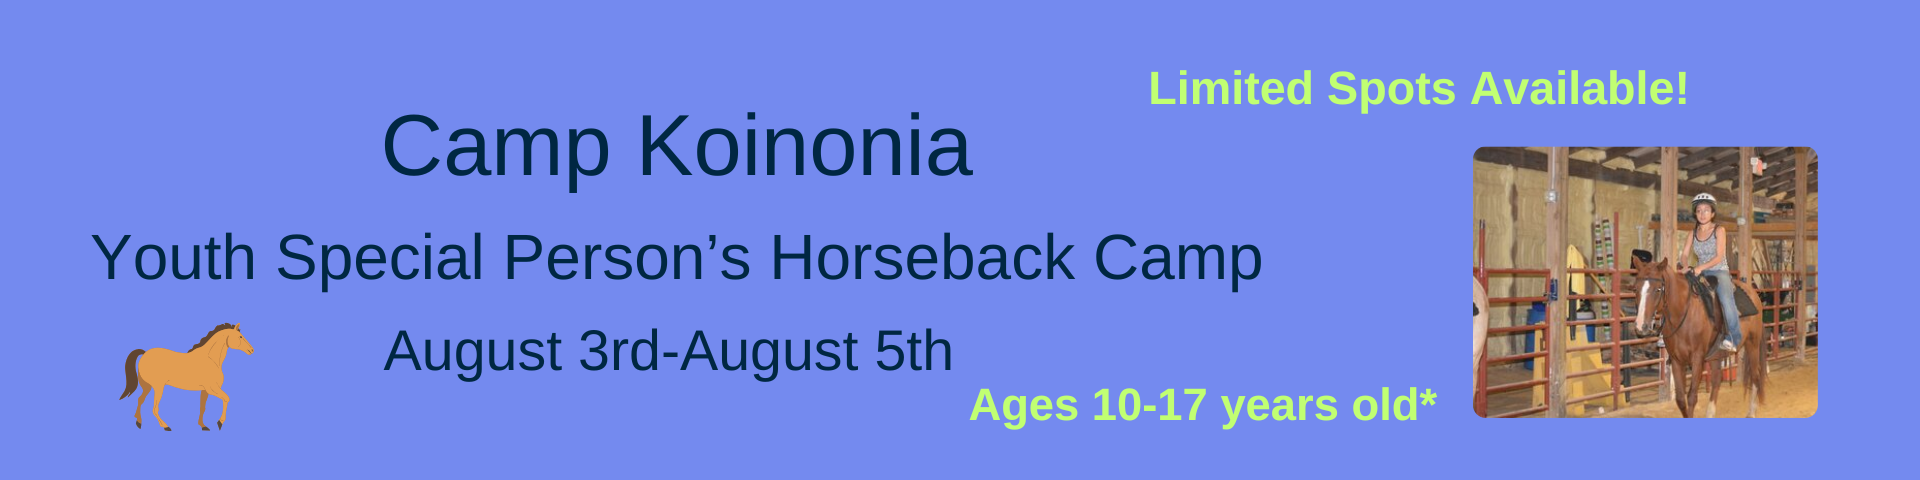 Limited Spots Available!
Camp Koinonia
Youth Special Person’s Horseback Camp
August 3rd-August 5th
Ages 10-17 years old*